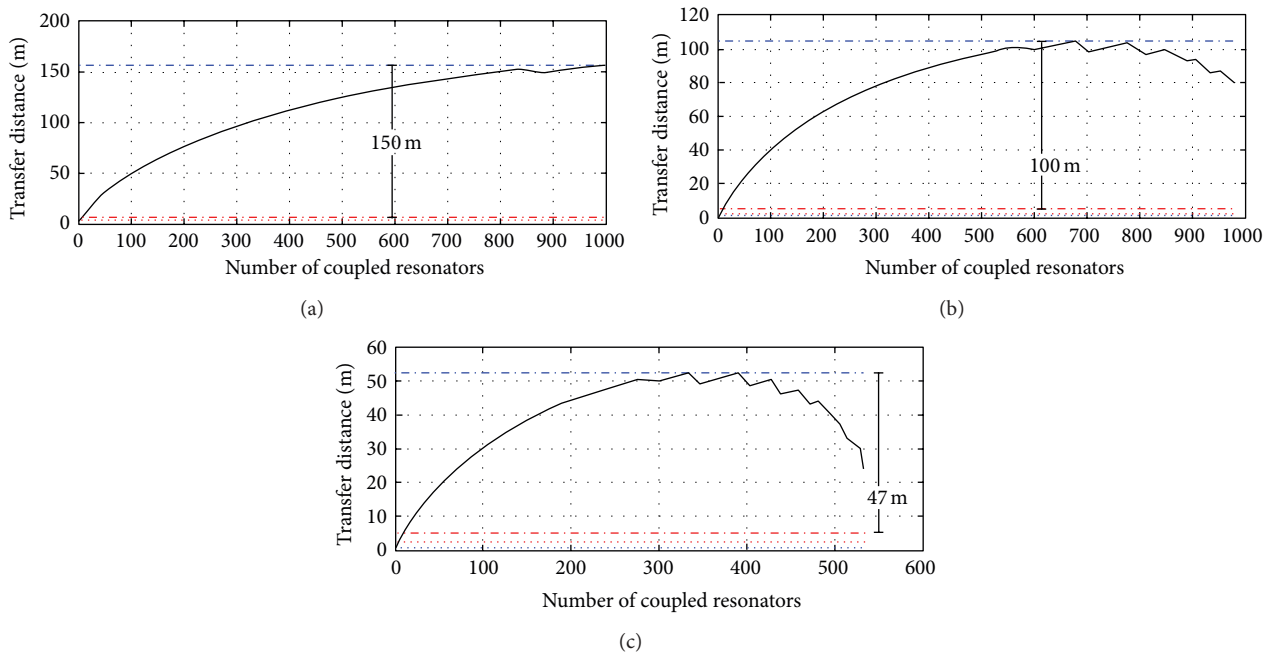 200
150
100
50
0
Transfer distance (m)
150 m
0 100 200 300 400 500 600 700 800 900 1000
Number of coupled resonators
(a)
120
100
80
60
40
20
0
Transfer distance (m)
100 m
0 100 200 300 400 500 600 700 800 900 1000
Number of coupled resonators
(b)
60
50
40
30
20
10
0
Transfer distance (m)
47 m
0 100 200 300 400 500 600
Number of coupled resonators
(c)